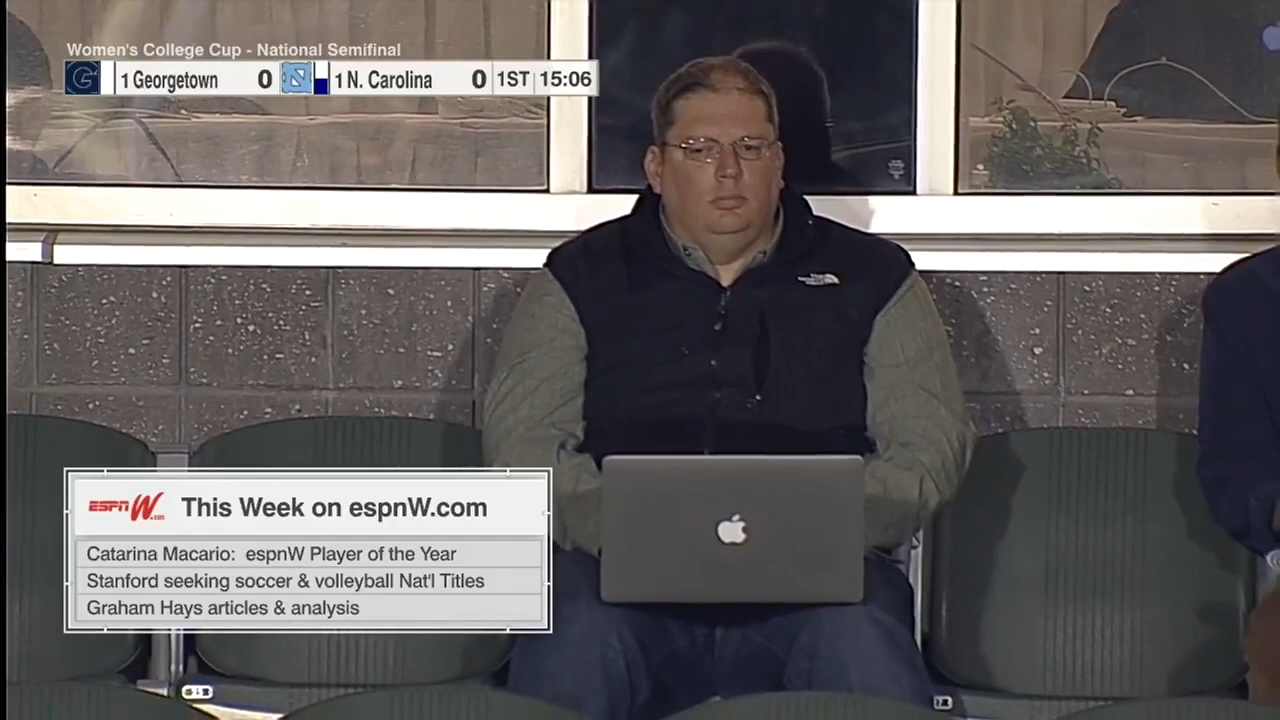 Women's College Cup - National Semifinal
G 1 Georgetown 0 N 1 N. Carolina 0 1ST 15:06
THE NORTH FACE
ESPN W.com This Week on espnW.com
Catarina Macario: espnW Player of the Year
Stanford seeking soccer & volleyball Nat'l Titles
Graham Hays articles & analysis